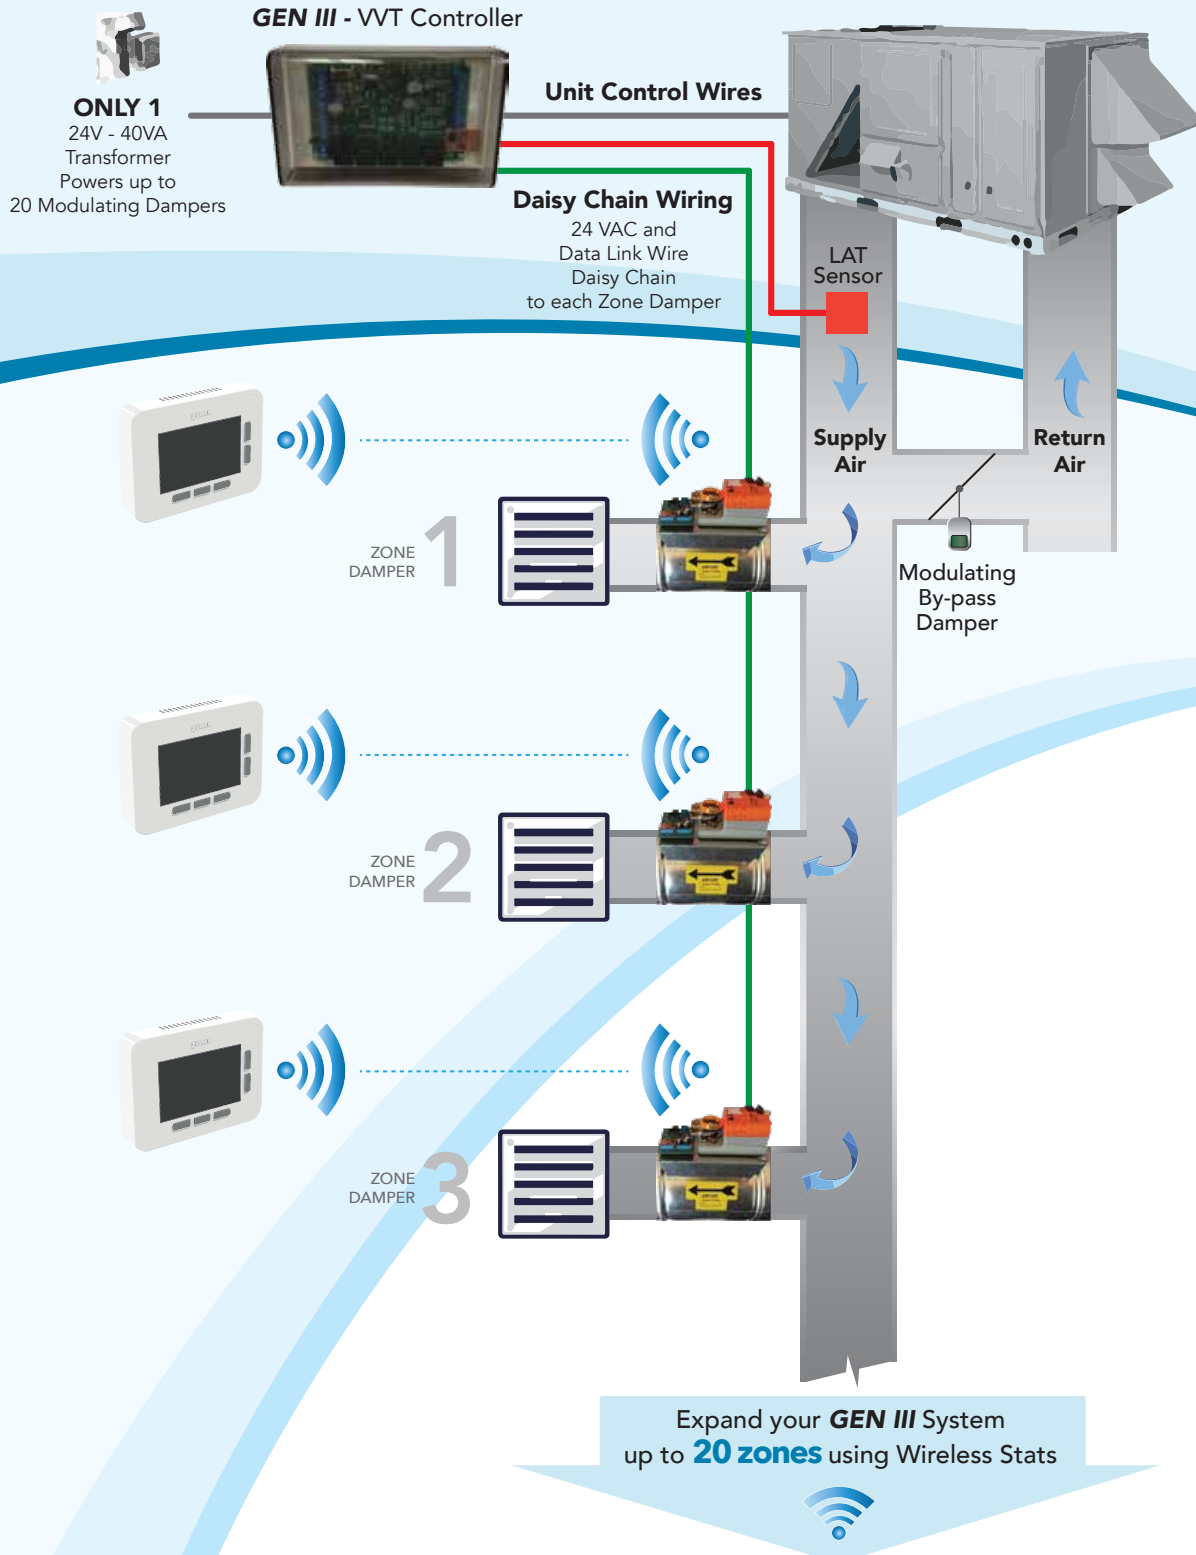 GEN III - VVT Controller
ONLY 1
24V - 40VA
Transformer
Powers up to
20 Modulating Dampers
Unit Control Wires
Daisy Chain Wiring
24 VAC and
Data Link Wire
Daisy Chain
to each Zone Damper
LAT
Sensor
Supply
Air
Return
Air
Modulating
By-pass
Damper
ZONE
DAMPER
1
ZONE
DAMPER
2
ZONE
DAMPER
3
Expand your GEN III System
up to 20 zones using Wireless Stats